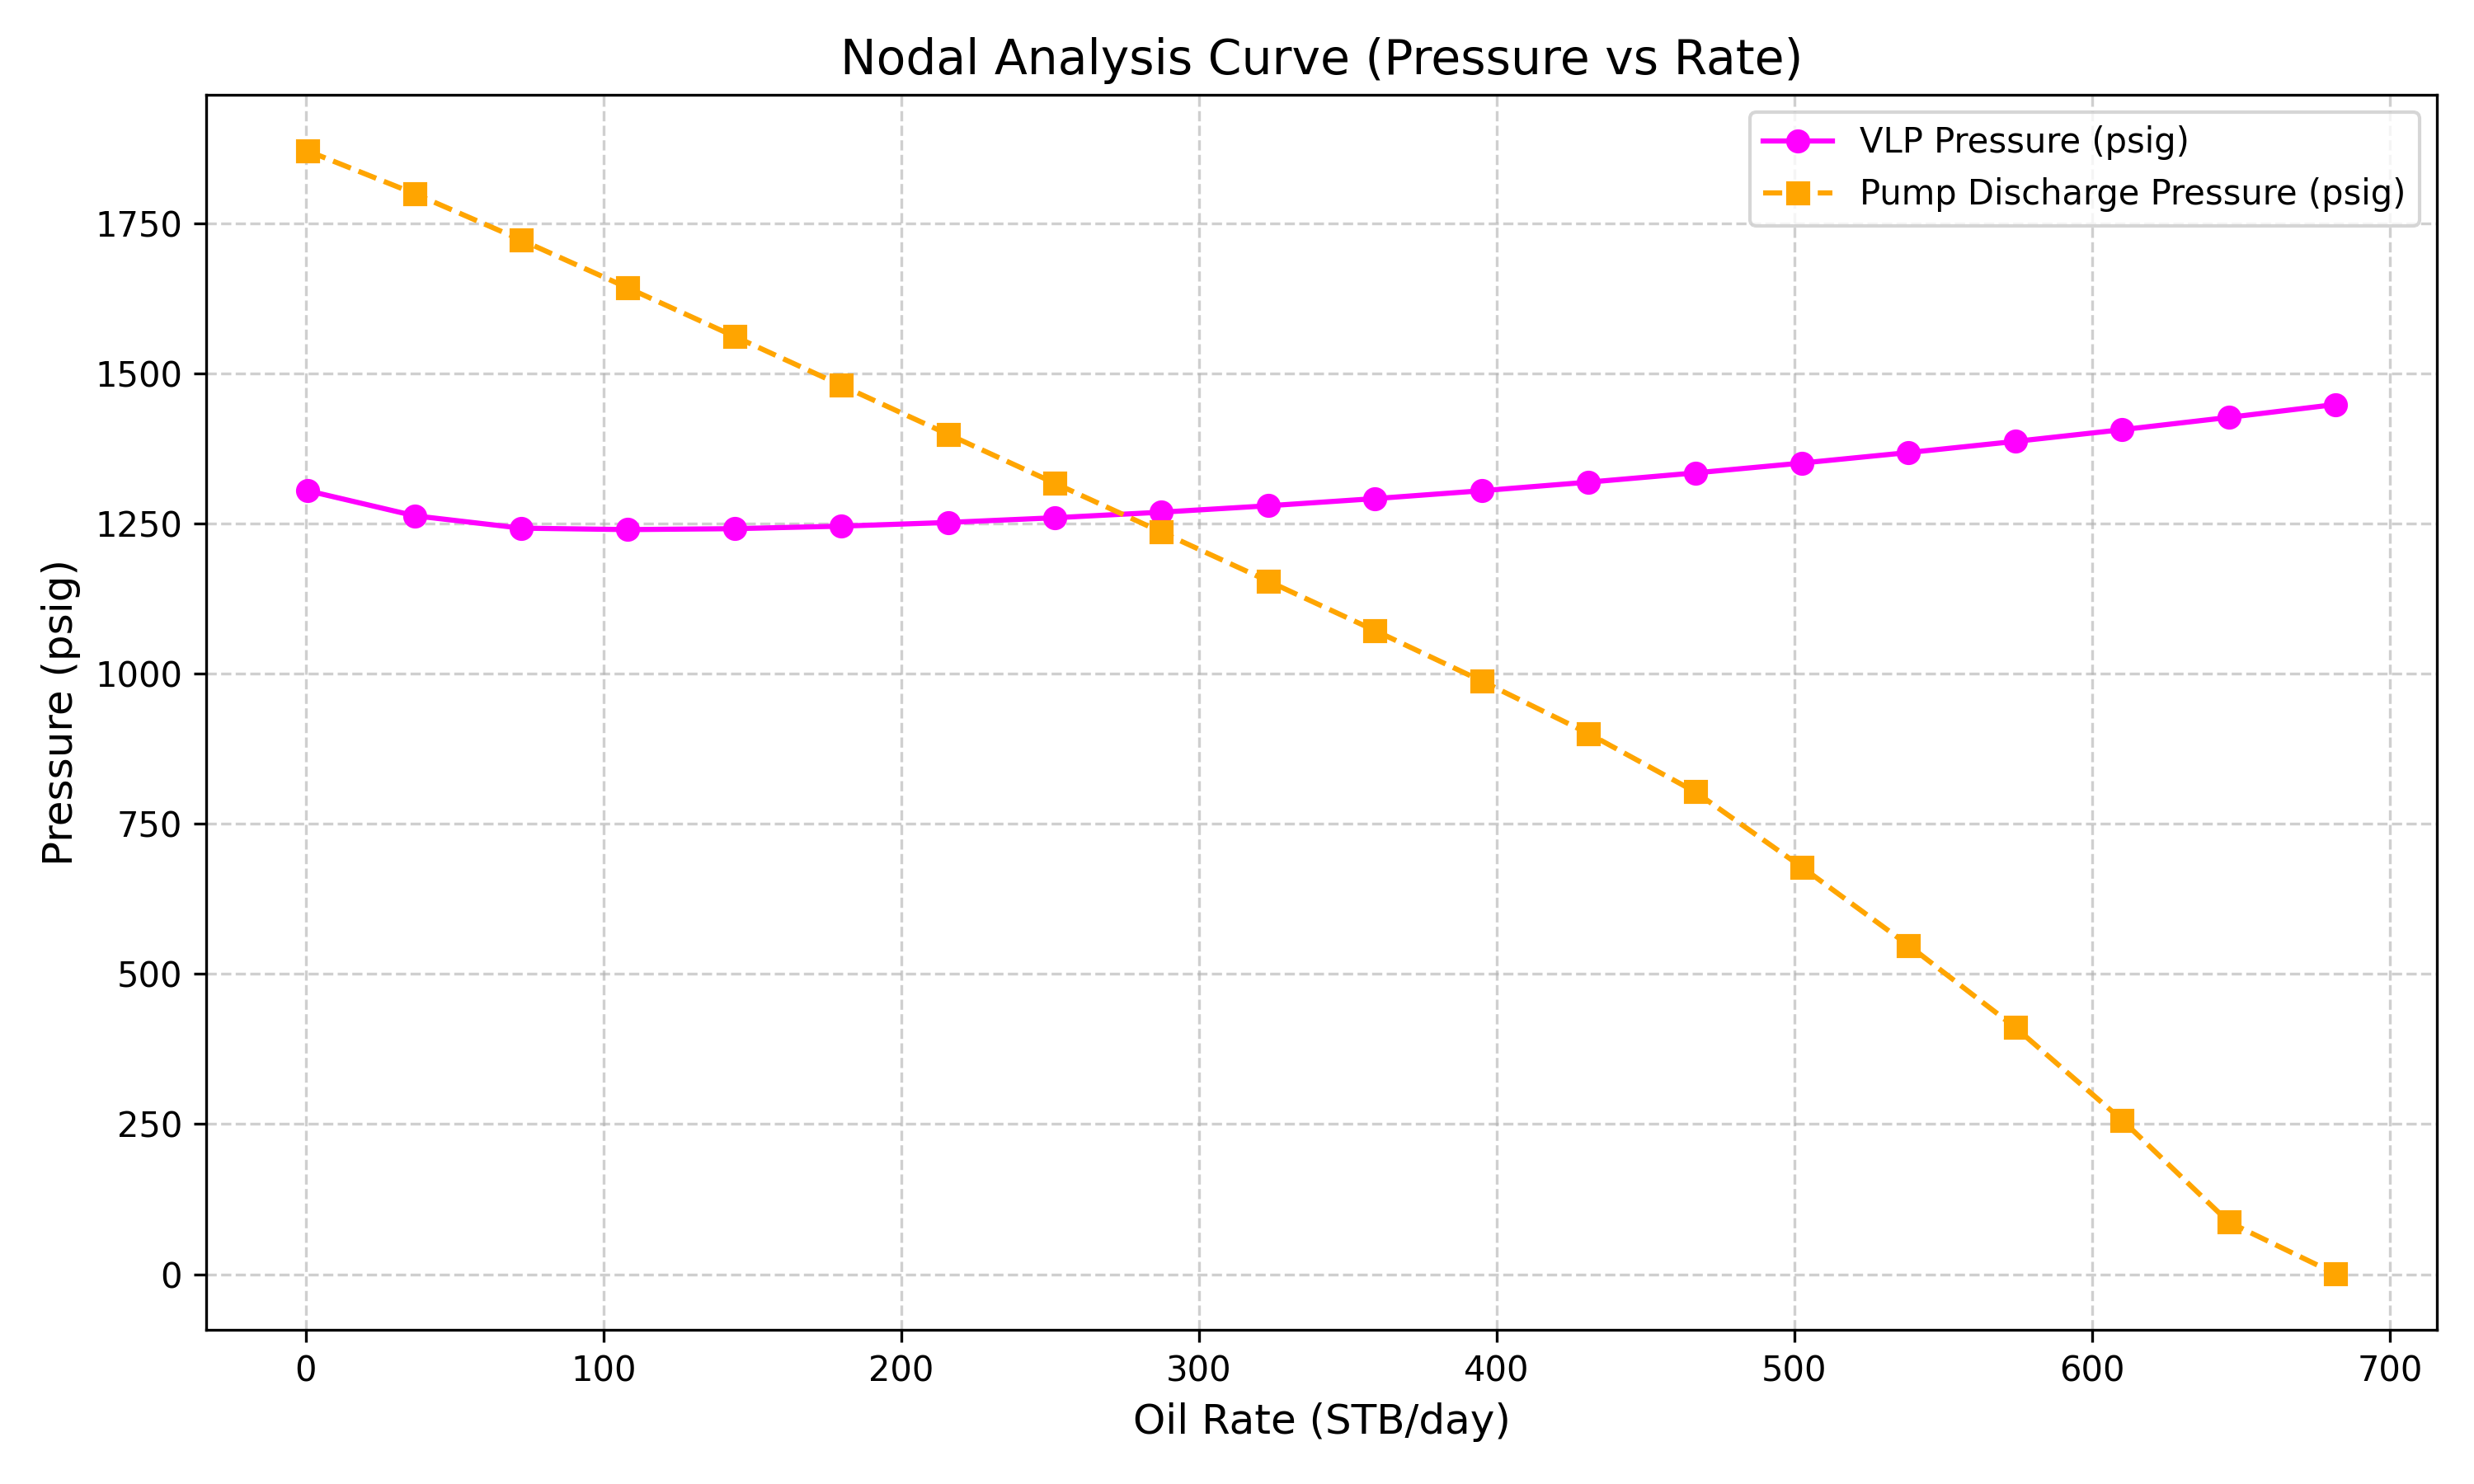 Nodal Analysis Curve (Pressure vs Rate)
VLP Pressure (psig)
Pump Discharge Pressure (psig)
Pressure (psig)
1750
1500
1250
1000
750
500
250
0
0 100 200 300 400 500 600 700
Oil Rate (STB/day)